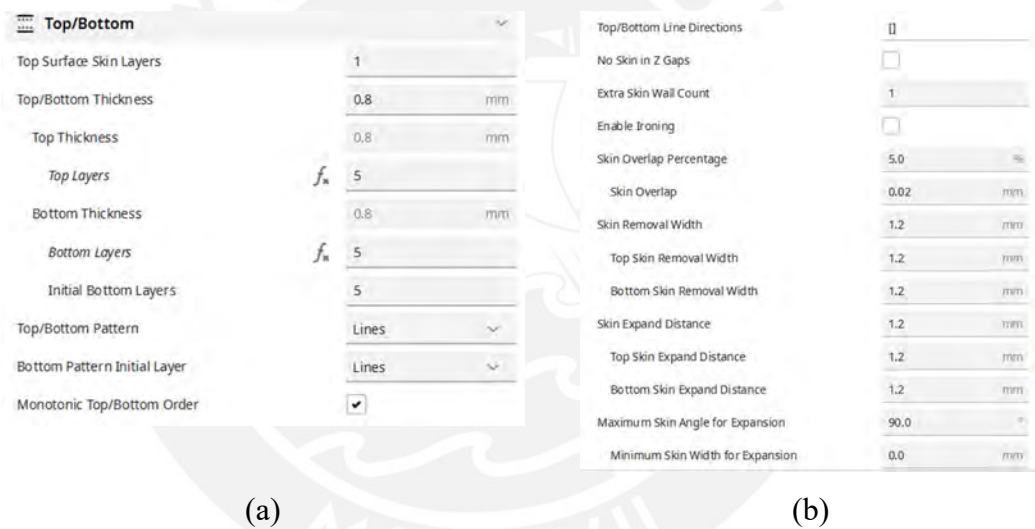 Top/Bottom
Top Surface Skin Layers 1
Top/Bottom Thickness 0.8 mm
Top Thickness 0.8 mm
Top Layers fx 5
Bottom Thickness 0.8 mm
Bottom Layers fx 5
Initial Bottom Layers 5
Top/Bottom Pattern Lines
Bottom Pattern Initial Layer Lines
Monotonic Top/Bottom Order
(a)
Top/Bottom Line Directions []
No Skin in Z Gaps
Extra Skin Wall Count 1
Enable Ironing
Skin Overlap Percentage 5.0 %
Skin Overlap 0.02 mm
Skin Removal Width 1.2 mm
Top Skin Removal Width 1.2 mm
Bottom Skin Removal Width 1.2 mm
Skin Expand Distance 1.2 mm
Top Skin Expand Distance 1.2 mm
Bottom Skin Expand Distance 1.2 mm
Maximum Skin Angle for Expansion 90.0 °
Minimum Skin Width for Expansion 0.0 mm
(b)